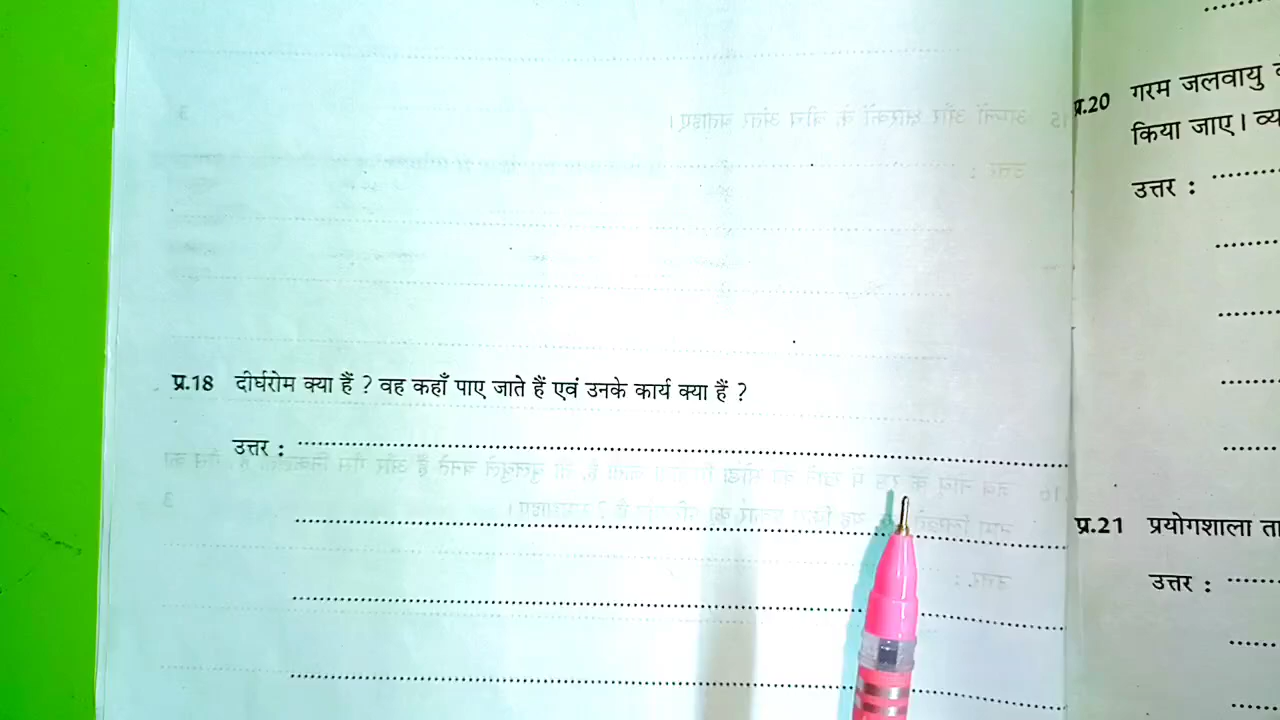 प्र.18 दीर्घरोम क्या हैं ? वह कहाँ पाए जाते हैं एवं उनके कार्य क्या हैं ?
उत्तर :
प्र.20 गरम जलवायु
किया जाए।
उत्तर :
प्र.21 प्रयोगशाला
उत्तर :